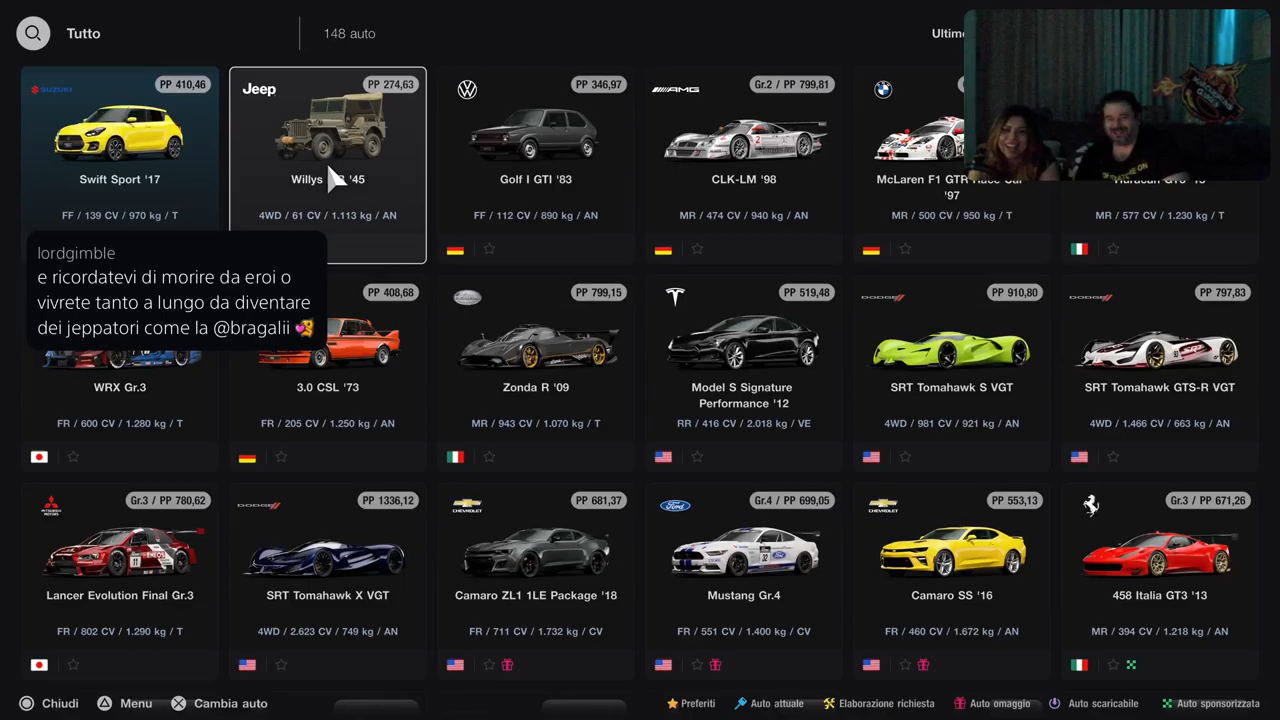 Tutto
148 auto
Ultime
SUZUKI
PP 410,46
Swift Sport '17
FF / 139 CV / 970 kg / T
Jeep
PP 274,63
Willys '45
4WD / 61 CV / 1.113 kg / AN
PP 346,97
Golf I GTI '83
FF / 112 CV / 890 kg / AN
AMG
Gr.2 / PP 799,81
CLK-LM '98
MR / 474 CV / 940 kg / AN
McLaren F1 GTR Race Car
'97
MR / 500 CV / 950 kg / T
MR / 577 CV / 1.230 kg / T
lordgimble
e ricordatevi di morire da eroi o
vivrete tanto a lungo da diventare
dei jeppatori come la @bragalii
WRX Gr.3
FR / 600 CV / 1.280 kg / T
PP 408,68
3.0 CSL '73
FR / 205 CV / 1.250 kg / AN
PP 799,15
Zonda R '09
MR / 943 CV / 1.070 kg / T
PP 519,48
Model S Signature
Performance '12
RR / 416 CV / 2.018 kg / VE
DODGE
PP 910,80
SRT Tomahawk S VGT
4WD / 981 CV / 921 kg / AN
DODGE
PP 797,83
SRT Tomahawk GTS-R VGT
4WD / 1.466 CV / 663 kg / AN
MITSUBISHI
MOTORS
Gr.3 / PP 780,62
Lancer Evolution Final Gr.3
FR / 802 CV / 1.290 kg / T
DODGE
PP 1336,12
SRT Tomahawk X VGT
4WD / 2.623 CV / 749 kg / AN
CHEVROLET
PP 681,37
Camaro ZL1 1LE Package '18
FR / 711 CV / 1.732 kg / CV
Ford
Gr.4 / PP 699,05
Mustang Gr.4
FR / 551 CV / 1.400 kg / CV
CHEVROLET
PP 553,13
Camaro SS '16
FR / 460 CV / 1.672 kg / AN
Gr.3 / PP 671,26
458 Italia GT3 '13
MR / 394 CV / 1.218 kg / AN
Chiudi
Menu
Cambia auto
Preferiti
Auto attuale
Elaborazione richiesta
Auto omaggio
Auto scaricabile
Auto sponsorizzata